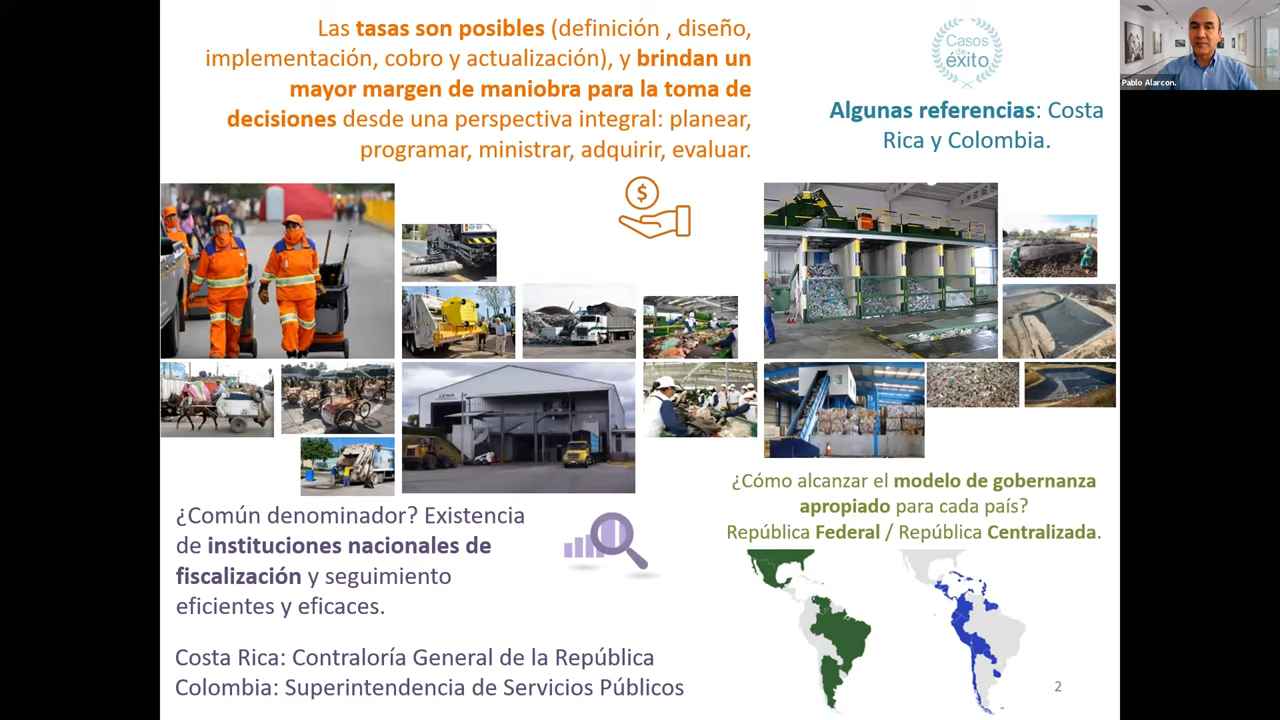 Las tasas son posibles (definición , diseño,
implementación, cobro y actualización), y brindan un
mayor margen de maniobra para la toma de
decisiones desde una perspectiva integral: planear,
programar, ministrar, adquirir, evaluar.
Casos
de
éxito
Algunas referencias: Costa
Rica y Colombia.
Pablo Alarcon.
$
¿Cómo alcanzar el modelo de gobernanza
apropiado para cada país?
República Federal / República Centralizada.
¿Común denominador? Existencia
de instituciones nacionales de
fiscalización y seguimiento
eficientes y eficaces.
Costa Rica: Contraloría General de la República
Colombia: Superintendencia de Servicios Públicos
2